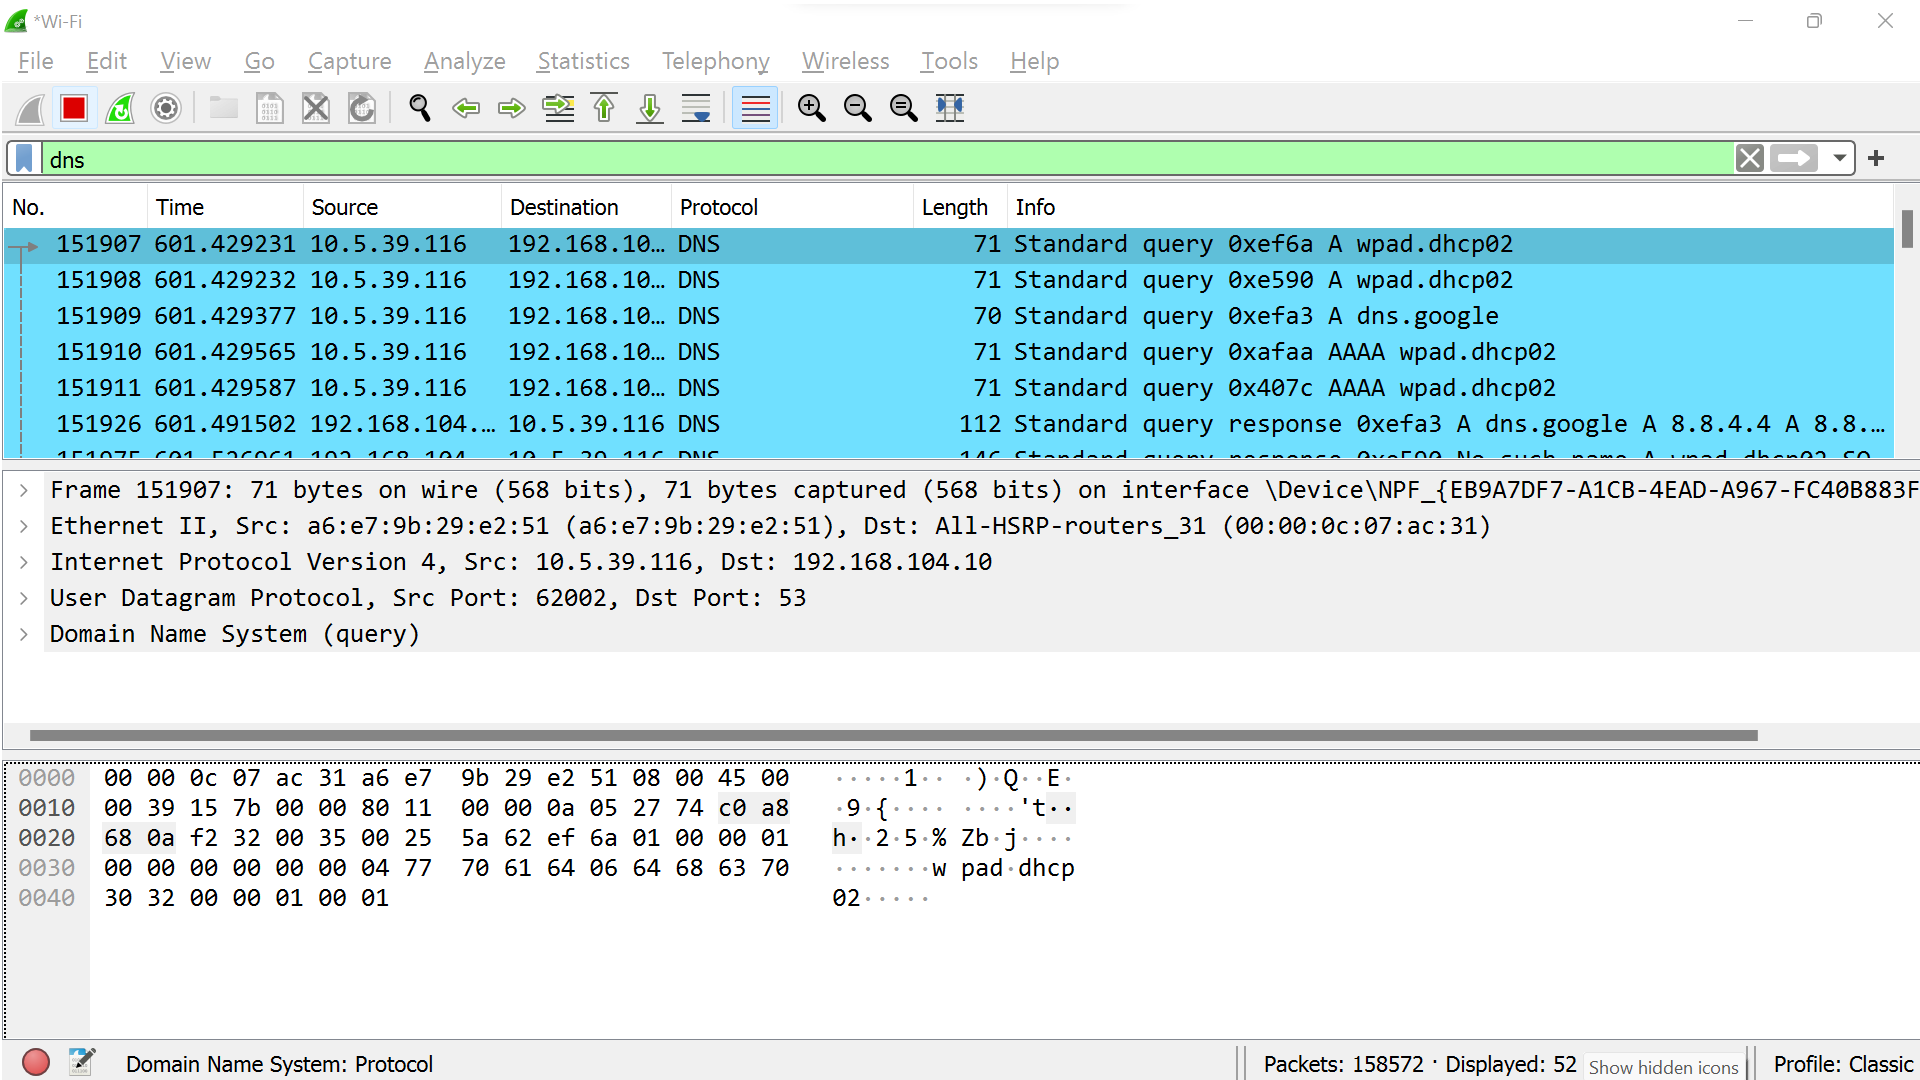 *Wi-Fi
File Edit View Go Capture Analyze Statistics Telephony Wireless Tools Help
dns
No. Time Source Destination Protocol Length Info
151907 601.429231 10.5.39.116 192.168.10… DNS 71 Standard query 0xef6a A wpad.dhcp02
151908 601.429232 10.5.39.116 192.168.10… DNS 71 Standard query 0xe590 A wpad.dhcp02
151909 601.429377 10.5.39.116 192.168.10… DNS 70 Standard query 0xefa3 A dns.google
151910 601.429565 10.5.39.116 192.168.10… DNS 71 Standard query 0xafaa AAAA wpad.dhcp02
151911 601.429587 10.5.39.116 192.168.10… DNS 71 Standard query 0x407c AAAA wpad.dhcp02
151926 601.491502 192.168.104.… 10.5.39.116 DNS 112 Standard query response 0xefa3 A dns.google A 8.8.4.4 A 8.8.…
Standard query response 0xe590 No such name A wpad.dhcp02 SO
Frame 151907: 71 bytes on wire (568 bits), 71 bytes captured (568 bits) on interface \Device\NPF_{EB9A7DF7-A1CB-4EAD-A967-FC40B883F
Ethernet II, Src: a6:e7:9b:29:e2:51 (a6:e7:9b:29:e2:51), Dst: All-HSRP-routers_31 (00:00:0c:07:ac:31)
Internet Protocol Version 4, Src: 10.5.39.116, Dst: 192.168.104.10
User Datagram Protocol, Src Port: 62002, Dst Port: 53
Domain Name System (query)
0000 00 00 0c 07 ac 31 a6 e7 9b 29 e2 51 08 00 45 00 ·····1·· ·)·Q··E·
0010 00 39 15 7b 00 00 80 11 00 00 0a 05 27 74 c0 a8 ·9·{···· ····'t··
0020 68 0a f2 32 00 35 00 25 5a 62 ef 6a 01 00 00 01 h··2·5·% Zb·j····
0030 00 00 00 00 00 00 04 77 70 61 64 06 64 68 63 70 ·······w pad·dhcp
0040 30 32 00 00 01 00 01 02·····
Domain Name System: Protocol Packets: 158572 · Displayed: 52 Show hidden icons Profile: Classic